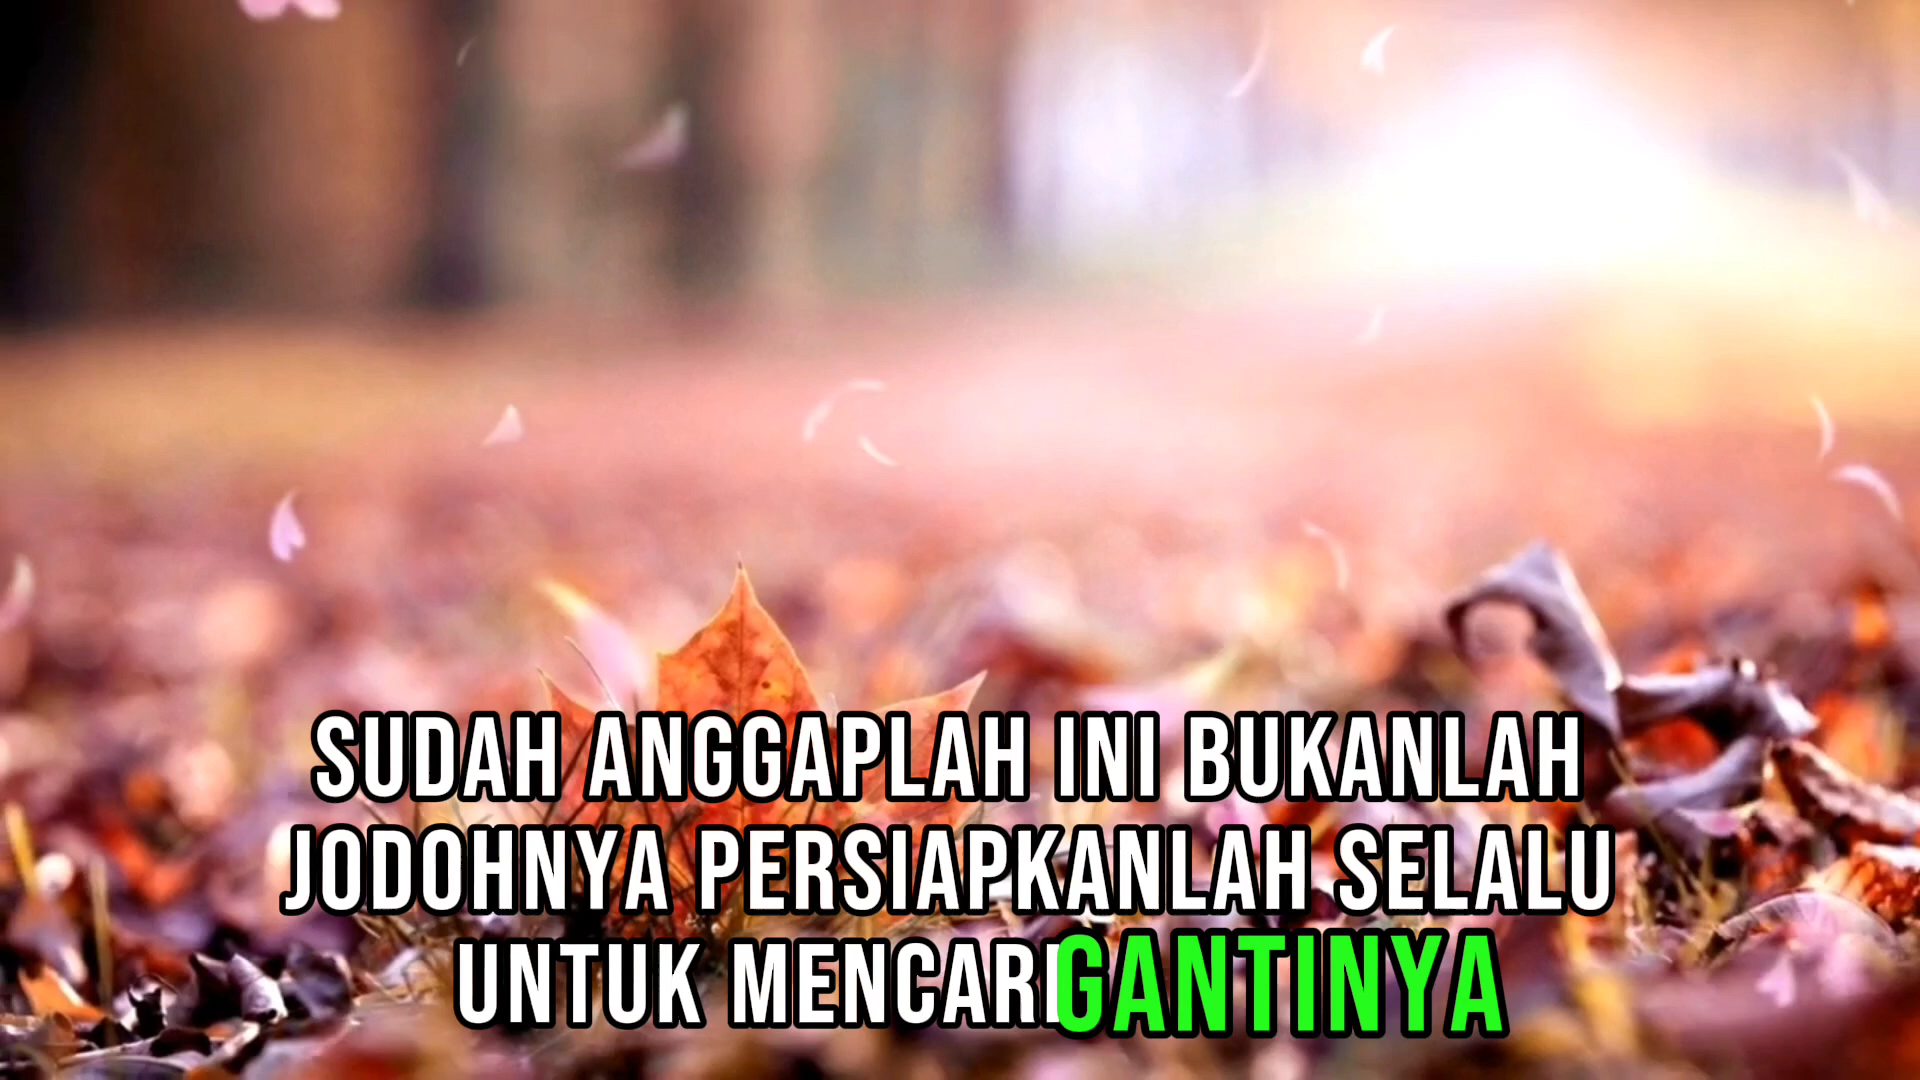 SUDAH ANGGAPLAH INI BUKANLAH
JODOHNYA PERSIAPKANLAH SELALU
UNTUK MENCARI GANTINYA